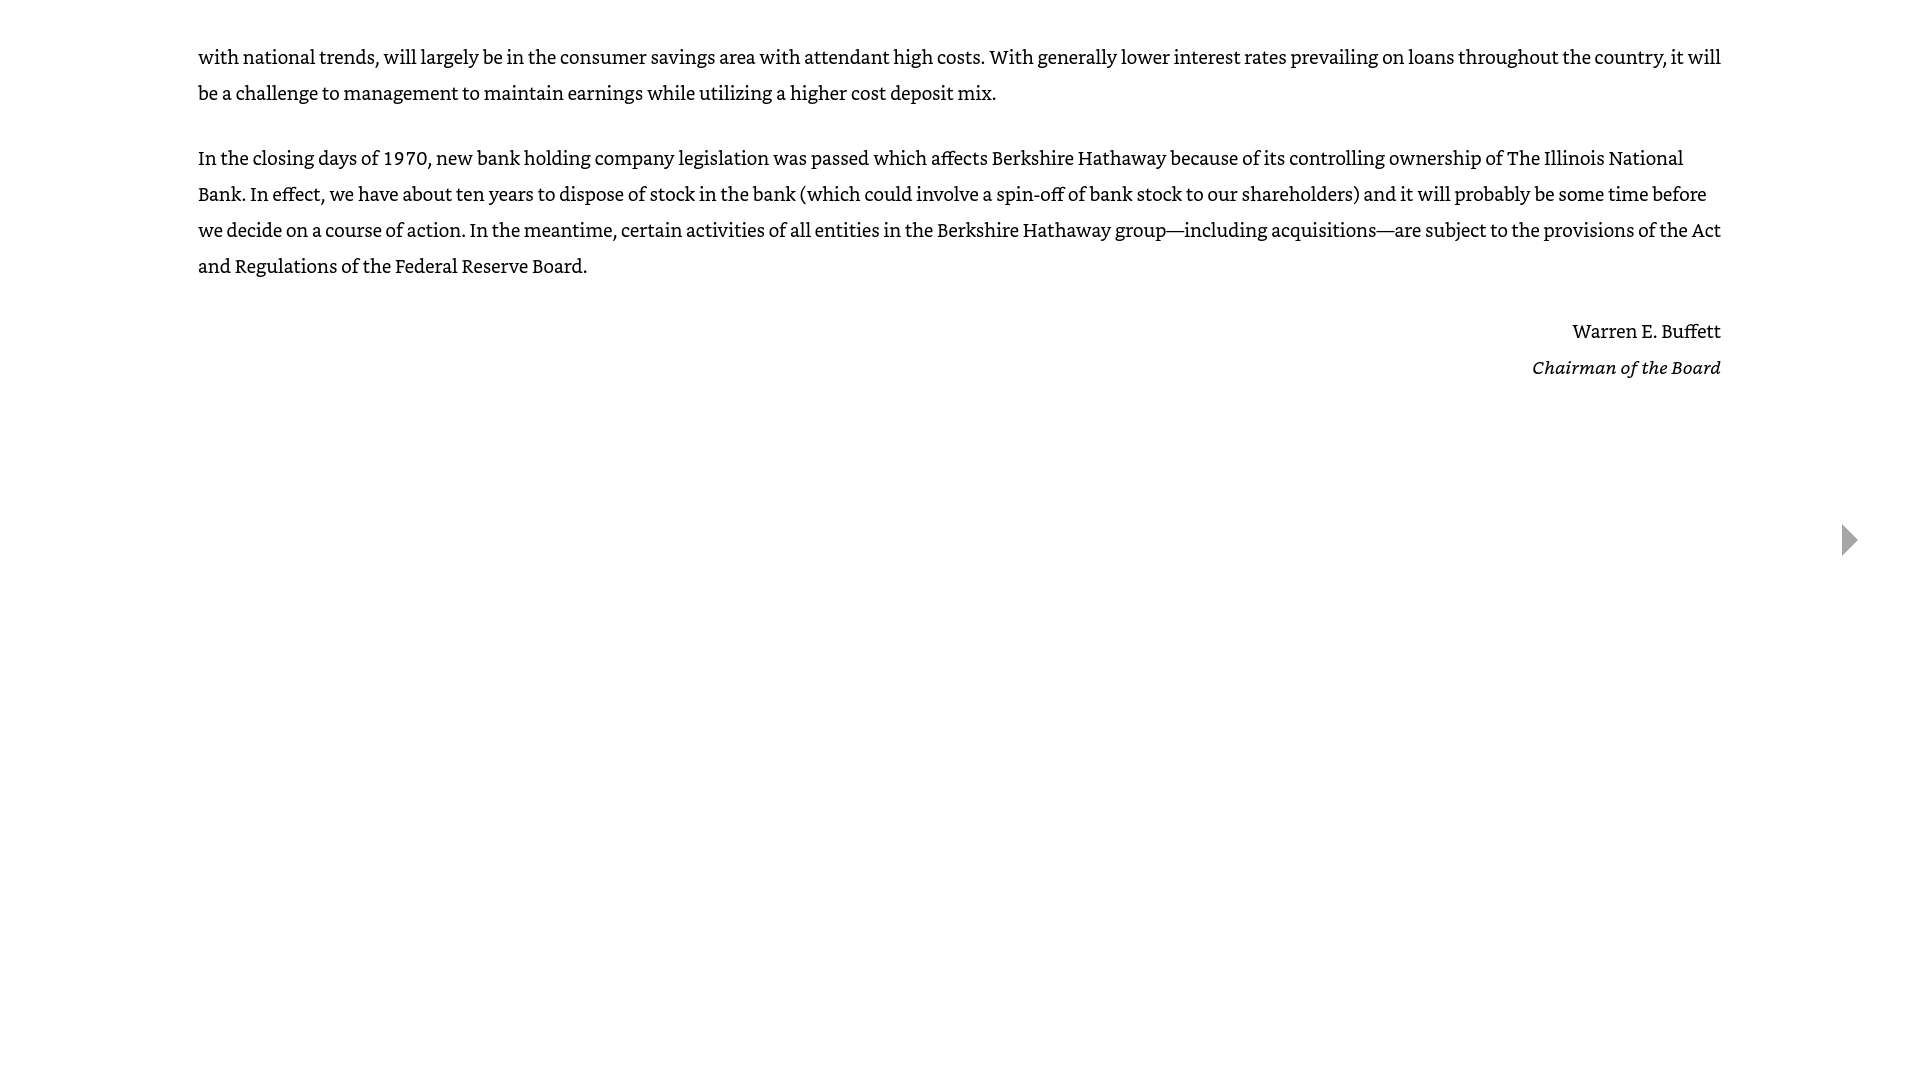 with national trends, will largely be in the consumer savings area with attendant high costs. With generally lower interest rates prevailing on loans throughout the country, it will
be a challenge to management to maintain earnings while utilizing a higher cost deposit mix.
In the closing days of 1970, new bank holding company legislation was passed which affects Berkshire Hathaway because of its controlling ownership of The Illinois National
Bank. In effect, we have about ten years to dispose of stock in the bank (which could involve a spin-off of bank stock to our shareholders) and it will probably be some time before
we decide on a course of action. In the meantime, certain activities of all entities in the Berkshire Hathaway group—including acquisitions—are subject to the provisions of the Act
and Regulations of the Federal Reserve Board.
Warren E. Buffett
Chairman of the Board